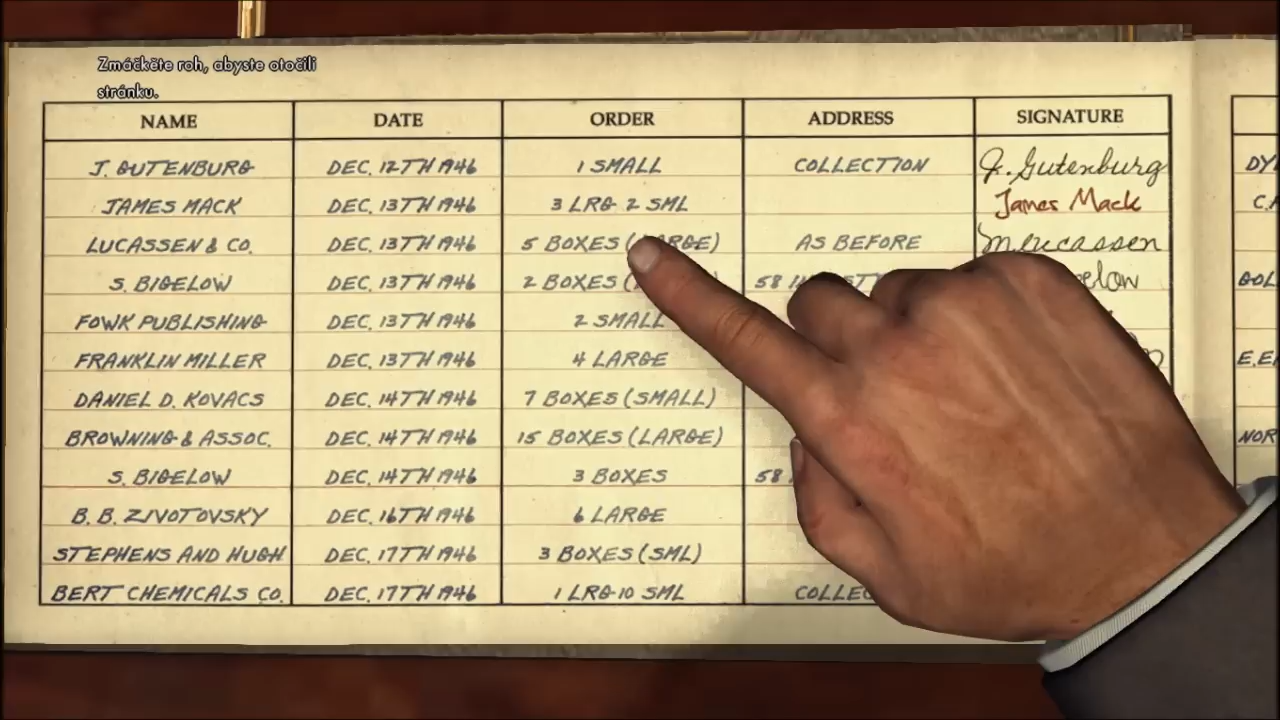 Zmáčkěte roh, abyste otočili
stránku.
NAME DATE ORDER ADDRESS SIGNATURE
J. GUTENBURG DEC. 12TH 1946 1 SMALL COLLECTION J. Gutenburg
JAMES MACK DEC. 13TH 1946 3 LRG 2 SML James Mack
LUCASSEN & CO. DEC. 13TH 1946 5 BOXES AS BEFORE
S. BIGELOW DEC. 13TH 1946 2 BOXES 58
FOWK PUBLISHING DEC. 13TH 1946 2 SMALL
FRANKLIN MILLER DEC. 13TH 1946 4 LARGE
DANIEL D. KOVACS DEC. 14TH 1946 7 BOXES (SMALL)
BROWNING & ASSOC. DEC. 14TH 1946 15 BOXES (LARGE)
S. BIGELOW DEC. 14TH 1946 3 BOXES 58
B. B. ZIVOTOVSKY DEC. 16TH 1946 6 LARGE
STEPHENS AND HUGH DEC. 17TH 1946 3 BOXES (SML)
BERT CHEMICALS CO. DEC. 17TH 1946 1 LRG-10 SML